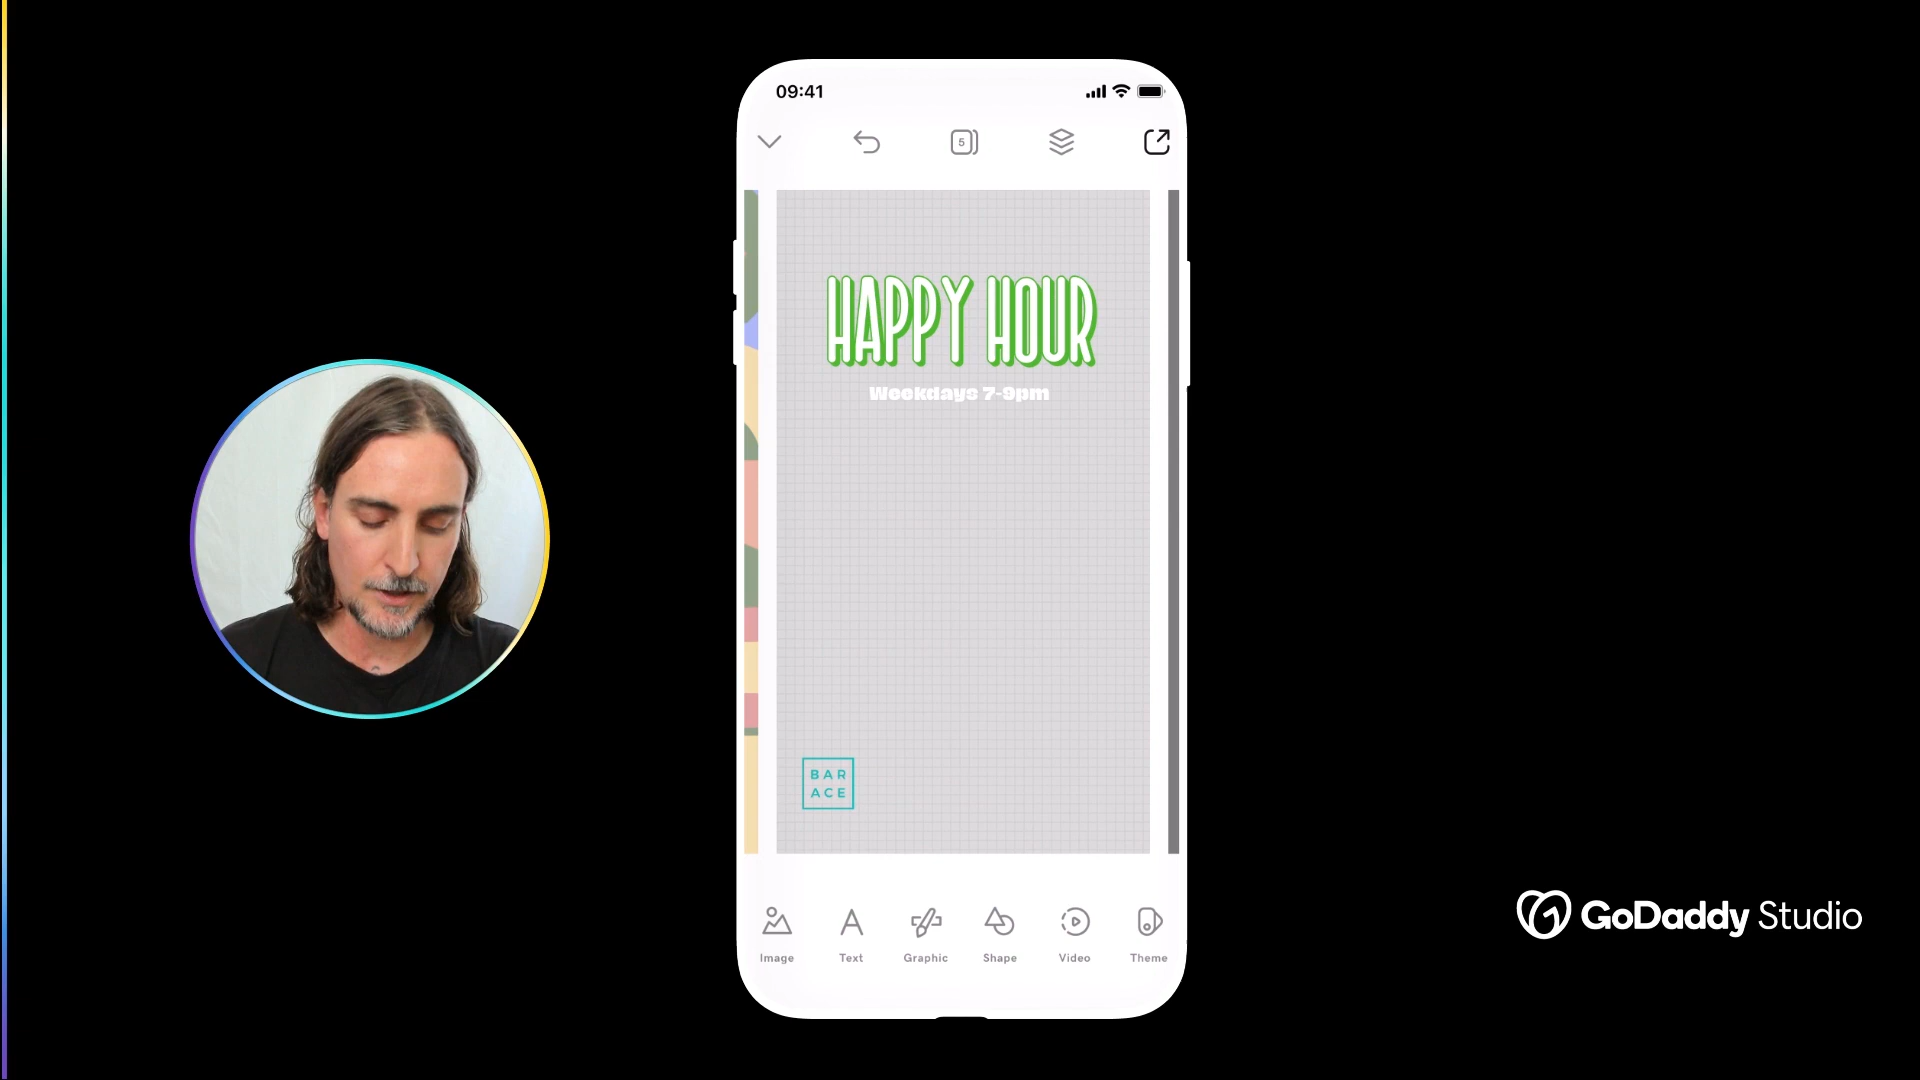 09:41
5
HAPPY HOUR
Weekdays 7-9pm
BAR
ACE
Image Text Graphic Shape Video Theme
GoDaddy Studio